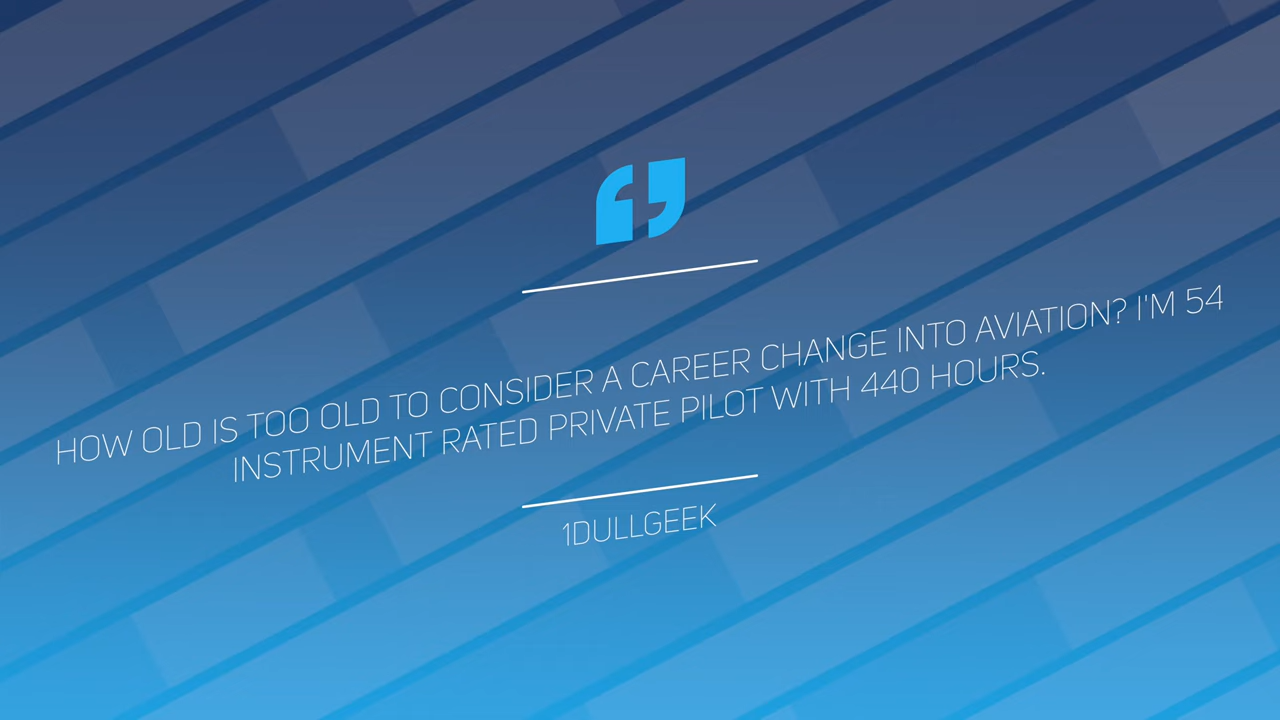 HOW OLD IS TOO OLD TO CONSIDER A CAREER CHANGE INTO AVIATION? I'M 54
INSTRUMENT RATED PRIVATE PILOT WITH 440 HOURS.
1DULLGEEK